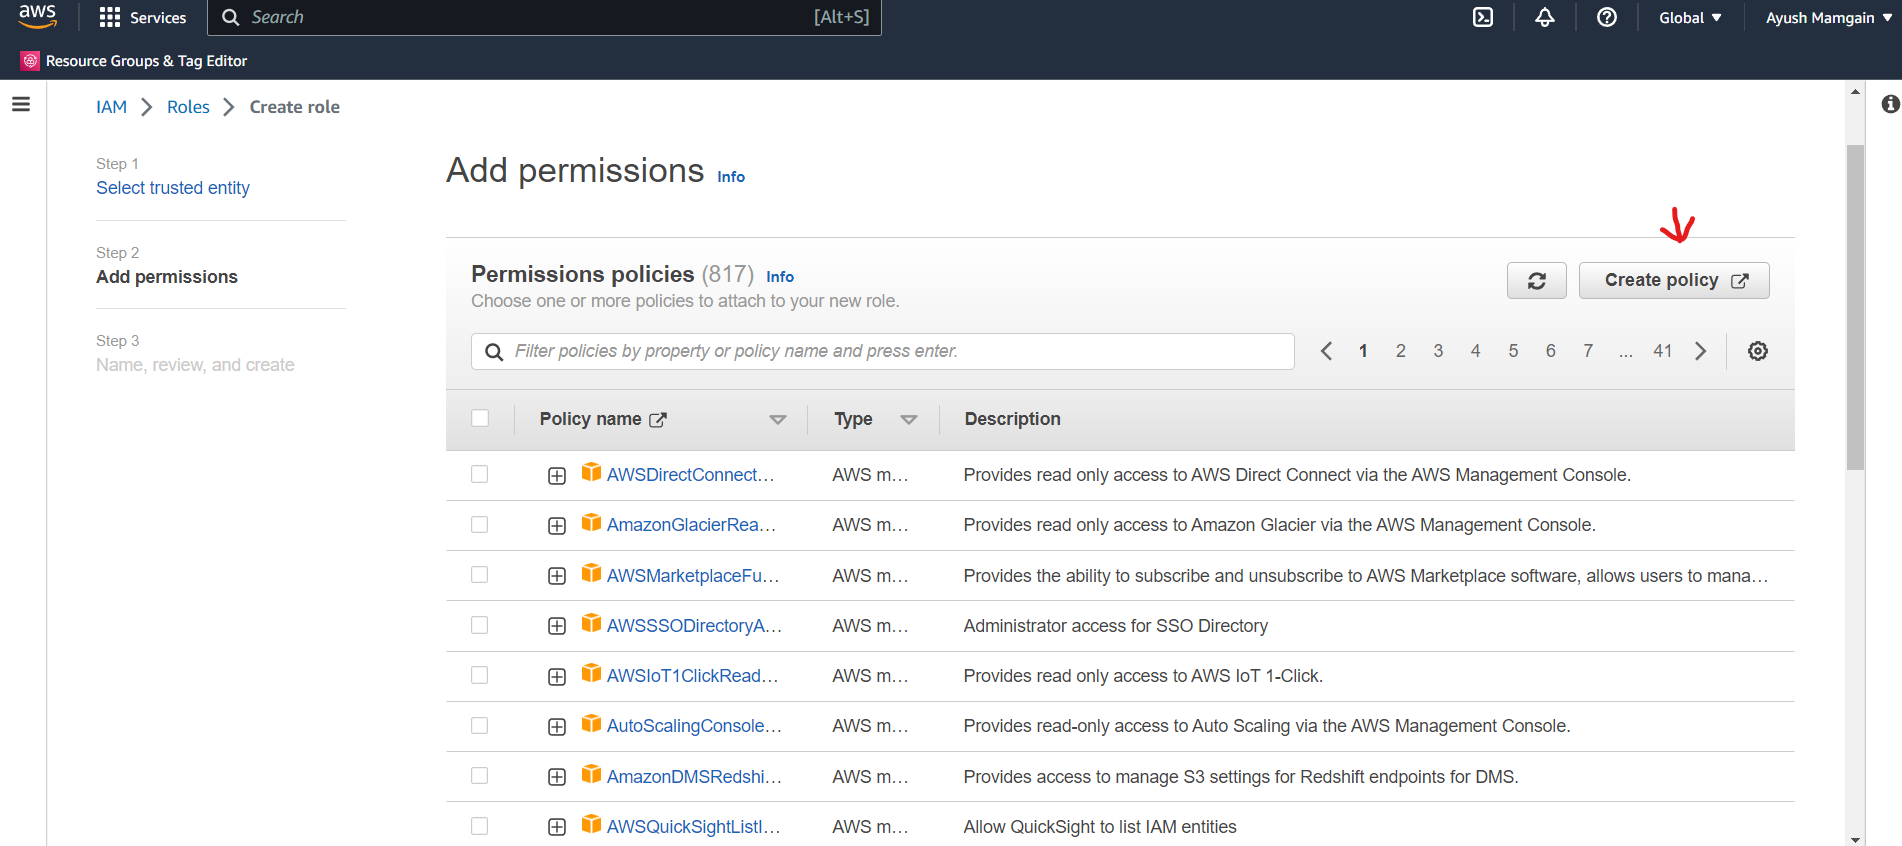 aws Services Search [Alt+S] Global Ayush Mamgain
Resource Groups & Tag Editor
IAM Roles Create role
Step 1
Select trusted entity
Step 2
Add permissions
Step 3
Name, review, and create
Add permissions Info
Permissions policies (817) Info
Choose one or more policies to attach to your new role.
Create policy
Filter policies by property or policy name and press enter.
1 2 3 4 5 6 7 ... 41
Policy name Type Description
AWSDirectConnect… AWS m… Provides read only access to AWS Direct Connect via the AWS Management Console.
AmazonGlacierRea… AWS m… Provides read only access to Amazon Glacier via the AWS Management Console.
AWSMarketplaceFu… AWS m… Provides the ability to subscribe and unsubscribe to AWS Marketplace software, allows users to mana…
AWSSSODirectoryA… AWS m… Administrator access for SSO Directory
AWSIoT1ClickRead… AWS m… Provides read only access to AWS IoT 1-Click.
AutoScalingConsole… AWS m… Provides read-only access to Auto Scaling via the AWS Management Console.
AmazonDMSRedshi… AWS m… Provides access to manage S3 settings for Redshift endpoints for DMS.
AWSQuickSightListI… AWS m… Allow QuickSight to list IAM entities